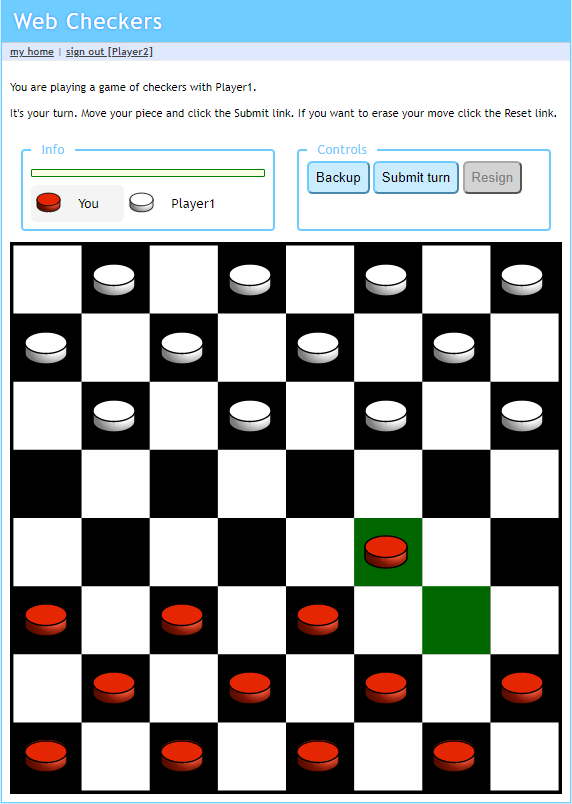 Web Checkers
my home | sign out [Player2]
You are playing a game of checkers with Player1.
It's your turn. Move your piece and click the Submit link. If you want to erase your move click the Reset link.
Info
Controls
Backup
Submit turn
Resign
You
Player1